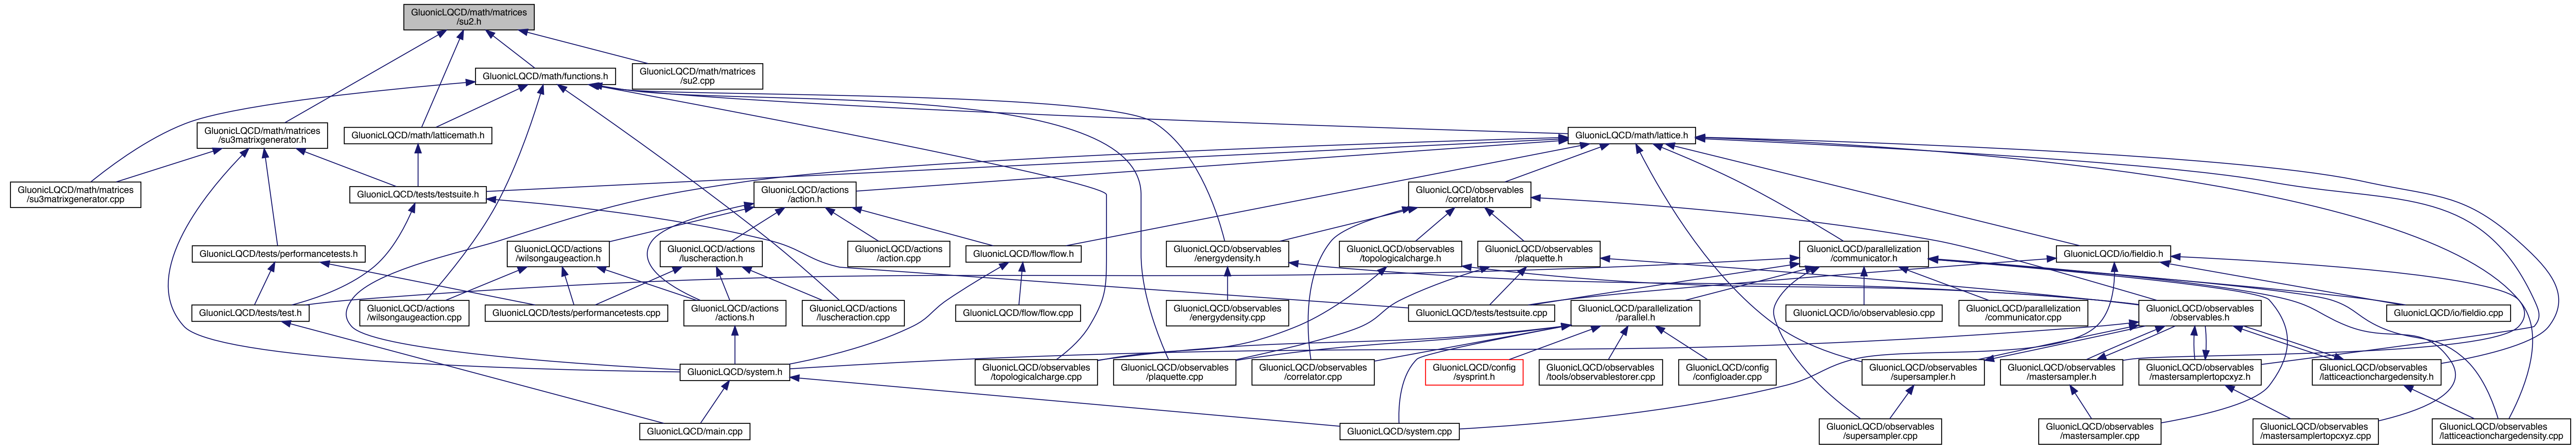 GluonicLQCD/math/matrices
/su2.h
GluonicLQCD/math/functions.h
GluonicLQCD/math/matrices
/su2.cpp
GluonicLQCD/math/matrices
/su3matrixgenerator.h
GluonicLQCD/math/latticemath.h
GluonicLQCD/math/lattice.h
GluonicLQCD/math/matrices
/su3matrixgenerator.cpp
GluonicLQCD/tests/testsuite.h
GluonicLQCD/actions
/action.h
GluonicLQCD/observables
/correlator.h
GluonicLQCD/tests/performancetests.h
GluonicLQCD/actions
/wilsongaugeaction.h
GluonicLQCD/actions
/luscheraction.h
GluonicLQCD/actions
/action.cpp
GluonicLQCD/flow/flow.h
GluonicLQCD/observables
/energydensity.h
GluonicLQCD/observables
/topologicalcharge.h
GluonicLQCD/observables
/plaquette.h
GluonicLQCD/parallelization
/communicator.h
GluonicLQCD/io/fieldio.h
GluonicLQCD/tests/test.h
GluonicLQCD/actions
/wilsongaugeaction.cpp
GluonicLQCD/tests/performancetests.cpp
GluonicLQCD/actions
/actions.h
GluonicLQCD/actions
/luscheraction.cpp
GluonicLQCD/flow/flow.cpp
GluonicLQCD/observables
/energydensity.cpp
GluonicLQCD/tests/testsuite.cpp
GluonicLQCD/parallelization
/parallel.h
GluonicLQCD/io/observablesio.cpp
GluonicLQCD/parallelization
/communicator.cpp
GluonicLQCD/observables
/observables.h
GluonicLQCD/io/fieldio.cpp
GluonicLQCD/system.h
GluonicLQCD/observables
/topologicalcharge.cpp
GluonicLQCD/observables
/plaquette.cpp
GluonicLQCD/observables
/correlator.cpp
GluonicLQCD/config
/sysprint.h
GluonicLQCD/observables
/tools/observablestorer.cpp
GluonicLQCD/config
/configloader.cpp
GluonicLQCD/observables
/supersampler.h
GluonicLQCD/observables
/mastersampler.h
GluonicLQCD/observables
/mastersamplertopcxyz.h
GluonicLQCD/observables
/latticeactionchargedensity.h
GluonicLQCD/main.cpp
GluonicLQCD/system.cpp
GluonicLQCD/observables
/supersampler.cpp
GluonicLQCD/observables
/mastersampler.cpp
GluonicLQCD/observables
/mastersamplertopcxyz.cpp
GluonicLQCD/observables
/latticeactionchargedensity.cpp